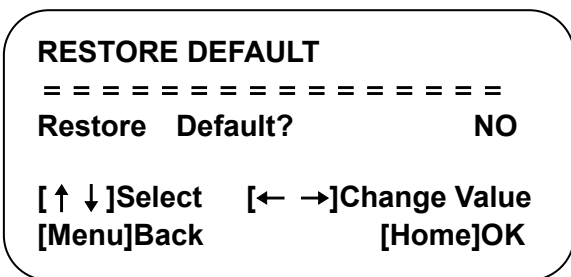 RESTORE DEFAULT
= = = = = = = = = = = = = = = =
Restore Default? NO
[↑ ↓]Select [← →]Change Value
[Menu]Back [Home]OK